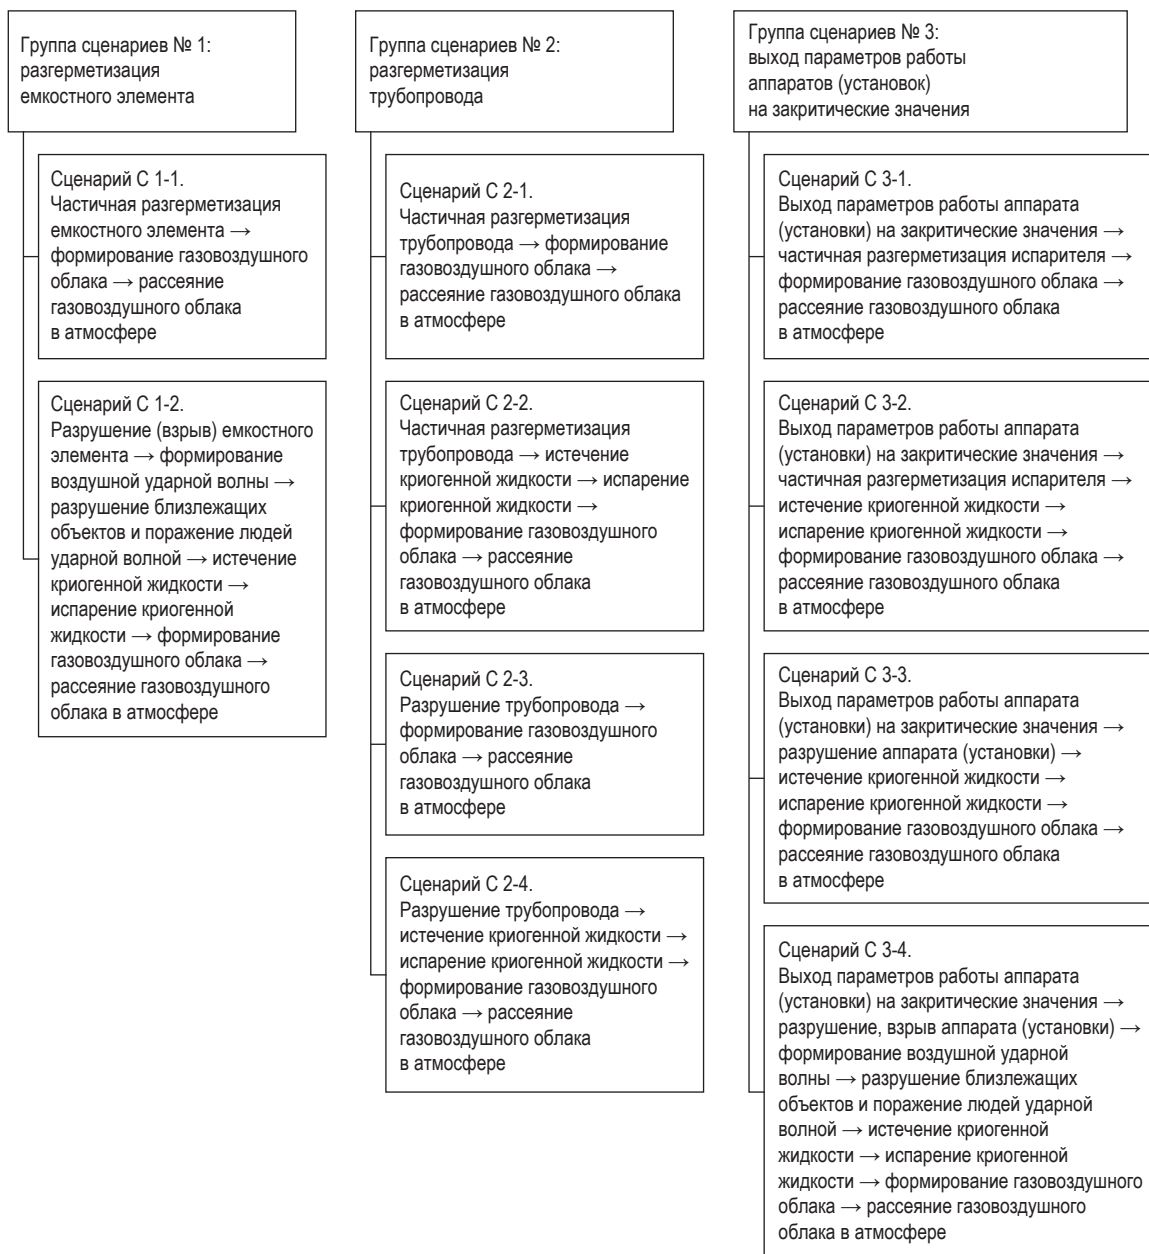 Группа сценариев № 1:
разгерметизация
емкостного элемента
Сценарий С 1-1.
Частичная разгерметизация
емкостного элемента →
формирование газовоздушного
облака → рассеяние
газовоздушного облака
в атмосфере
Сценарий С 1-2.
Разрушение (взрыв) емкостного
элемента → формирование
воздушной ударной волны →
разрушение близлежащих
объектов и поражение людей
ударной волной → истечение
криогенной жидкости →
испарение криогенной
жидкости → формирование
газовоздушного облака →
рассеяние газовоздушного
облака в атмосфере
Группа сценариев № 2:
разгерметизация
трубопровода
Сценарий С 2-1.
Частичная разгерметизация
трубопровода → формирование
газовоздушного облака →
рассеяние газовоздушного облака
в атмосфере
Сценарий С 2-2.
Частичная разгерметизация
трубопровода → истечение
криогенной жидкости → испарение
криогенной жидкости →
формирование газовоздушного
облака → рассеяние
газовоздушного облака
в атмосфере
Сценарий С 2-3.
Разрушение трубопровода →
формирование газовоздушного
облака → рассеяние
газовоздушного облака
в атмосфере
Сценарий С 2-4.
Разрушение трубопровода →
истечение криогенной жидкости →
испарение криогенной жидкости →
формирование газовоздушного
облака → рассеяние
газовоздушного облака
в атмосфере
Группа сценариев № 3:
выход параметров работы
аппаратов (установок)
на закритические значения
Сценарий С 3-1.
Выход параметров работы аппарата
(установки) на закритические значения →
частичная разгерметизация испарителя →
формирование газовоздушного облака →
рассеяние газовоздушного облака
в атмосфере
Сценарий С 3-2.
Выход параметров работы аппарата
(установки) на закритические значения →
частичная разгерметизация испарителя →
истечение криогенной жидкости →
испарение криогенной жидкости →
формирование газовоздушного облака →
рассеяние газовоздушного облака
в атмосфере
Сценарий С 3-3.
Выход параметров работы аппарата
(установки) на закритические значения →
разрушение аппарата (установки) →
истечение криогенной жидкости →
испарение криогенной жидкости →
формирование газовоздушного облака →
рассеяние газовоздушного облака
в атмосфере
Сценарий С 3-4.
Выход параметров работы аппарата
(установки) на закритические значения →
разрушение, взрыв аппарата (установки) →
формирование воздушной ударной
волны → разрушение близлежащих
объектов и поражение людей ударной
волной → истечение криогенной
жидкости → испарение криогенной
жидкости → формирование газовоздушного
облака → рассеяние газовоздушного
облака в атмосфере